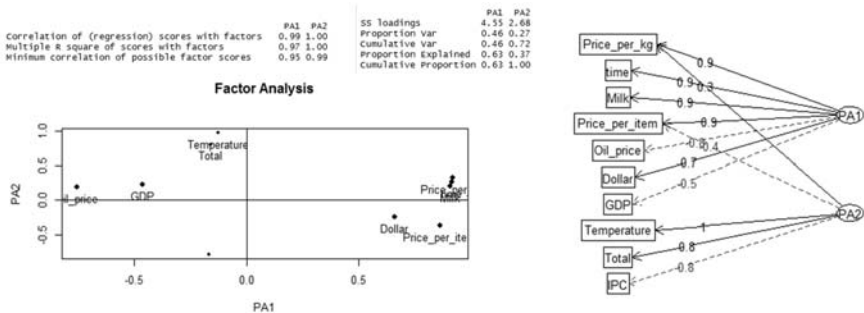 PA1 PA2
Correlation of (regression) scores with factors 0.99 1.00
Multiple R square of scores with factors 0.97 1.00
Minimum correlation of possible factor scores 0.95 0.99
PA1 PA2
SS loadings 4.55 2.68
Proportion Var 0.46 0.27
Cumulative Var 0.46 0.72
Proportion Explained 0.63 0.37
Cumulative Proportion 0.63 1.00
Factor Analysis
PA2
1.0
0.5
0.0
-0.5
Temperature
Total
oil_price
GDP
Price_per
Milk
Dollar
Price_per_ite
-0.5
0.0
0.5
PA1
Price_per_kg
time
Milk
Price_per_item
Oil_price
Dollar
GDP
Temperature
Total
IPC
0.9
0.9
0.3
0.9
0.9
0.4
0.7
0.5
1
0.8
0.8
PA1
PA2